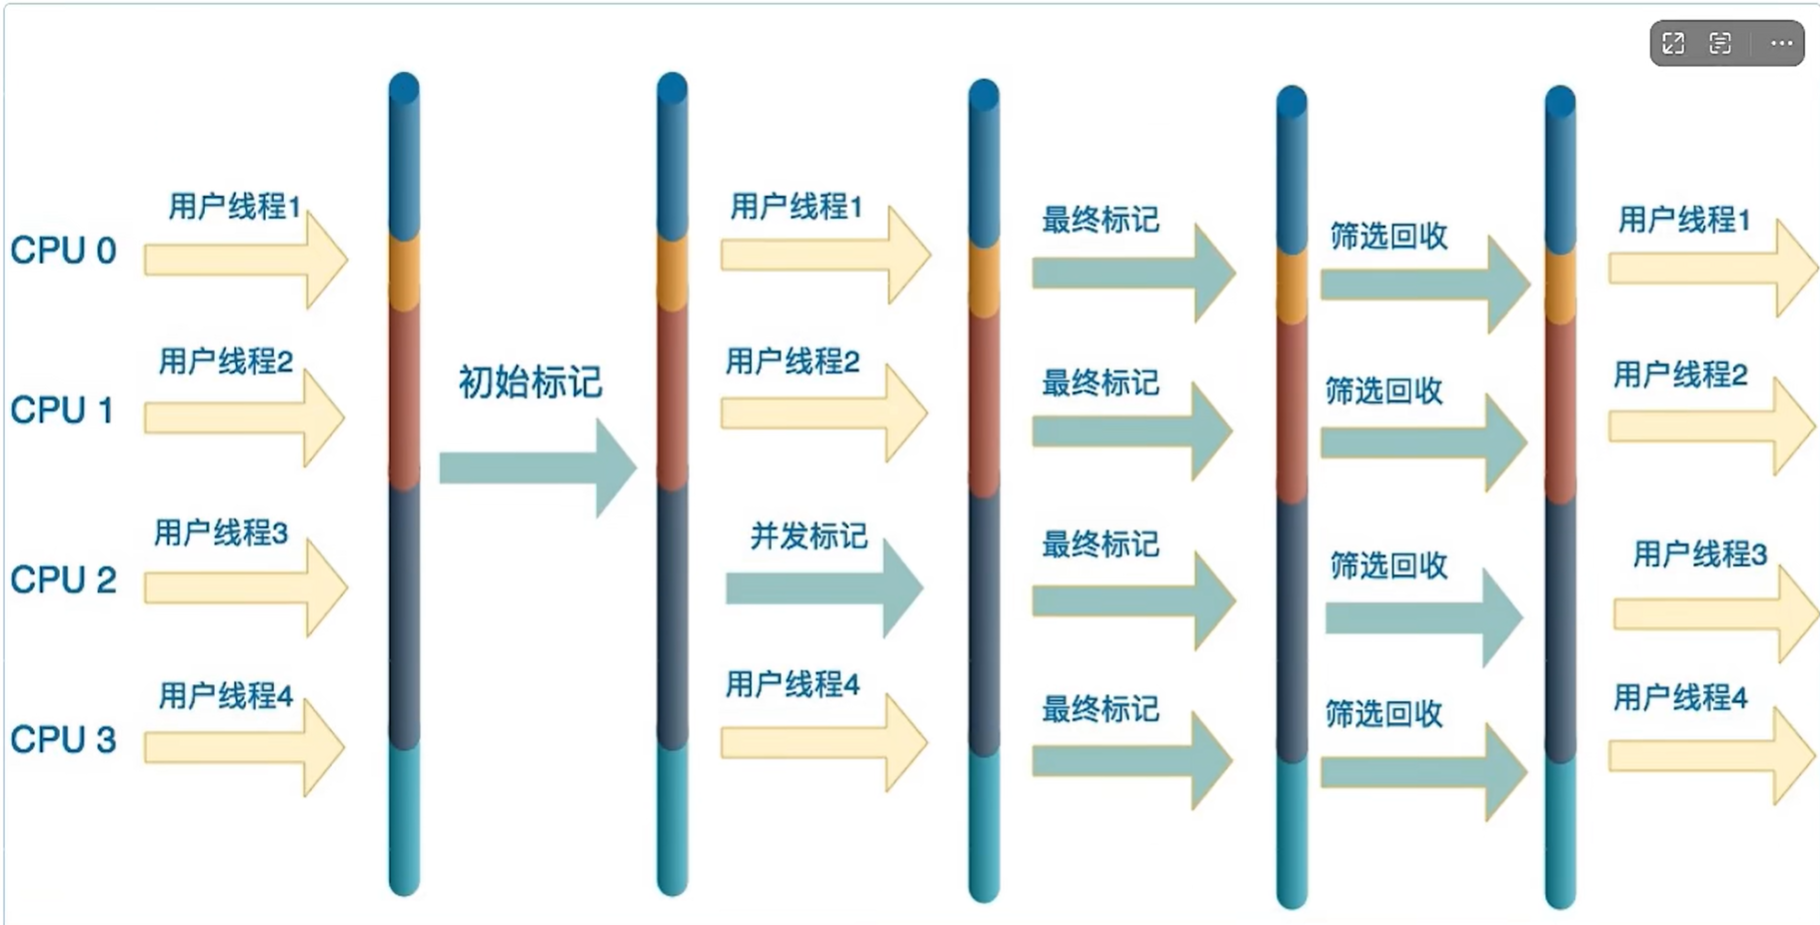 用户线程1
用户线程1
最终标记
筛选回收
用户线程1
CPU 0
用户线程2
用户线程2
最终标记
筛选回收
用户线程2
CPU 1
初始标记
用户线程3
并发标记
最终标记
筛选回收
用户线程3
CPU 2
用户线程4
用户线程4
最终标记
筛选回收
用户线程4
CPU 3